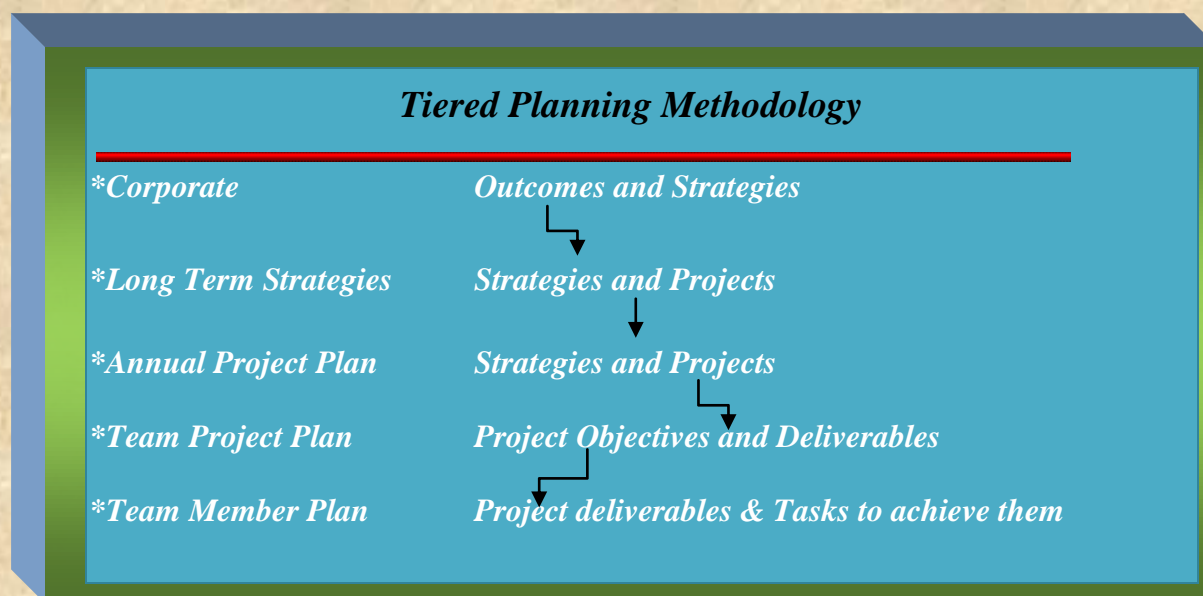 Tiered Planning Methodology
*Corporate Outcomes and Strategies
*Long Term Strategies Strategies and Projects
*Annual Project Plan Strategies and Projects
*Team Project Plan Project Objectives and Deliverables
*Team Member Plan Project deliverables & Tasks to achieve them